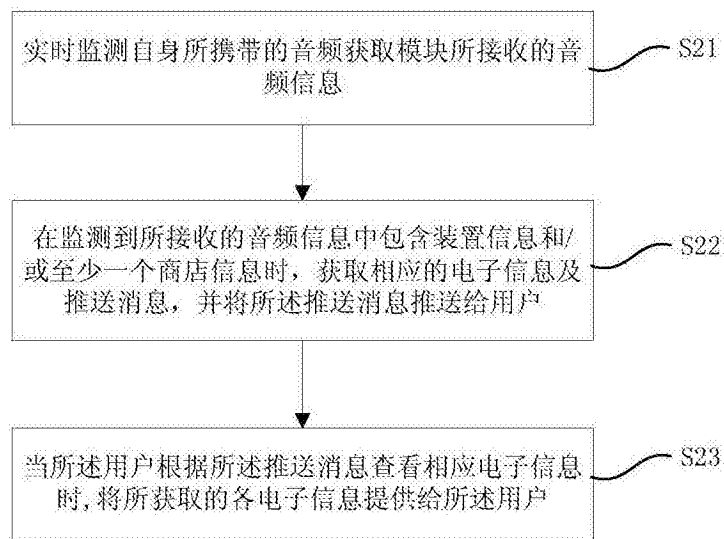 实时监测自身所携带的音频获取模块所接收的音
频信息
S21
在监测到所接收的音频信息中包含装置信息和/
或至少一个商店信息时，获取相应的电子信息及
推送消息，并将所述推送消息推送给用户
S22
当所述用户根据所述推送消息查看相应电子信息
时,将所获取的各电子信息提供给所述用户
S23